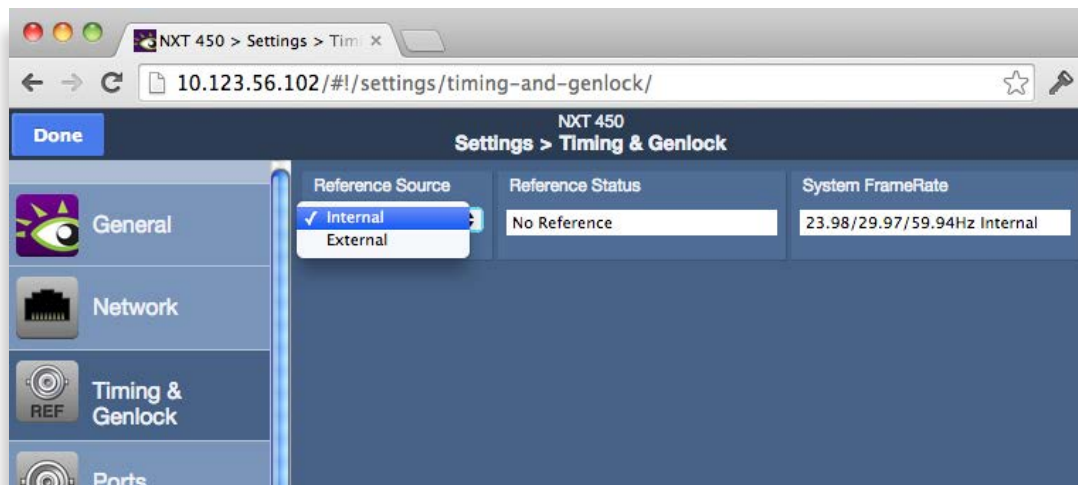 NXT 450 > Settings > Tim
10.123.56.102/#!/settings/timing-and-genlock/
Done
NXT 450
Settings > Timing & Genlock
General
Network
REF
Timing &
Genlock
Ports
Reference Source
✓ Internal
External
Reference Status
No Reference
System FrameRate
23.98/29.97/59.94Hz Internal